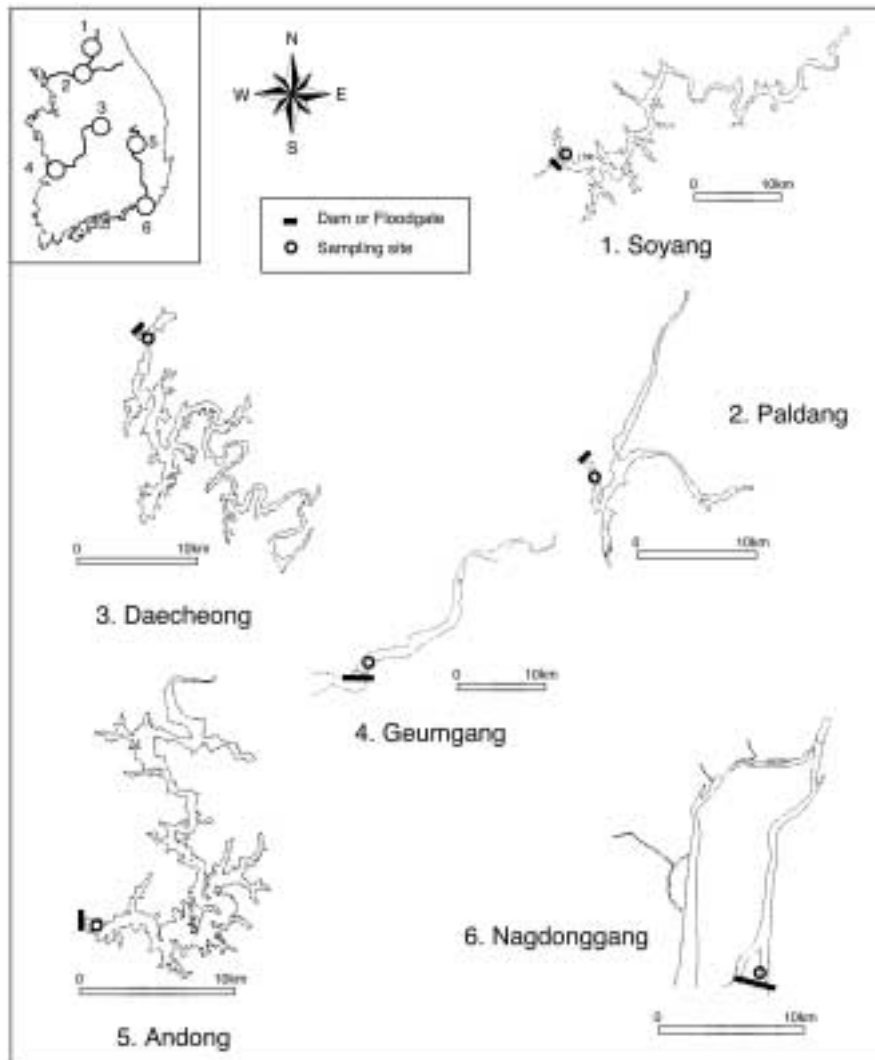 1
2
3
4
5
6
N
W
E
S
Dam or Floodgate
Sampling site
0 10km
1. Soyang
2. Paldang
0 10km
0 10km
3. Daecheong
0 10km
4. Geumgang
0 10km
5. Andong
6. Nagdonggang
0 10km